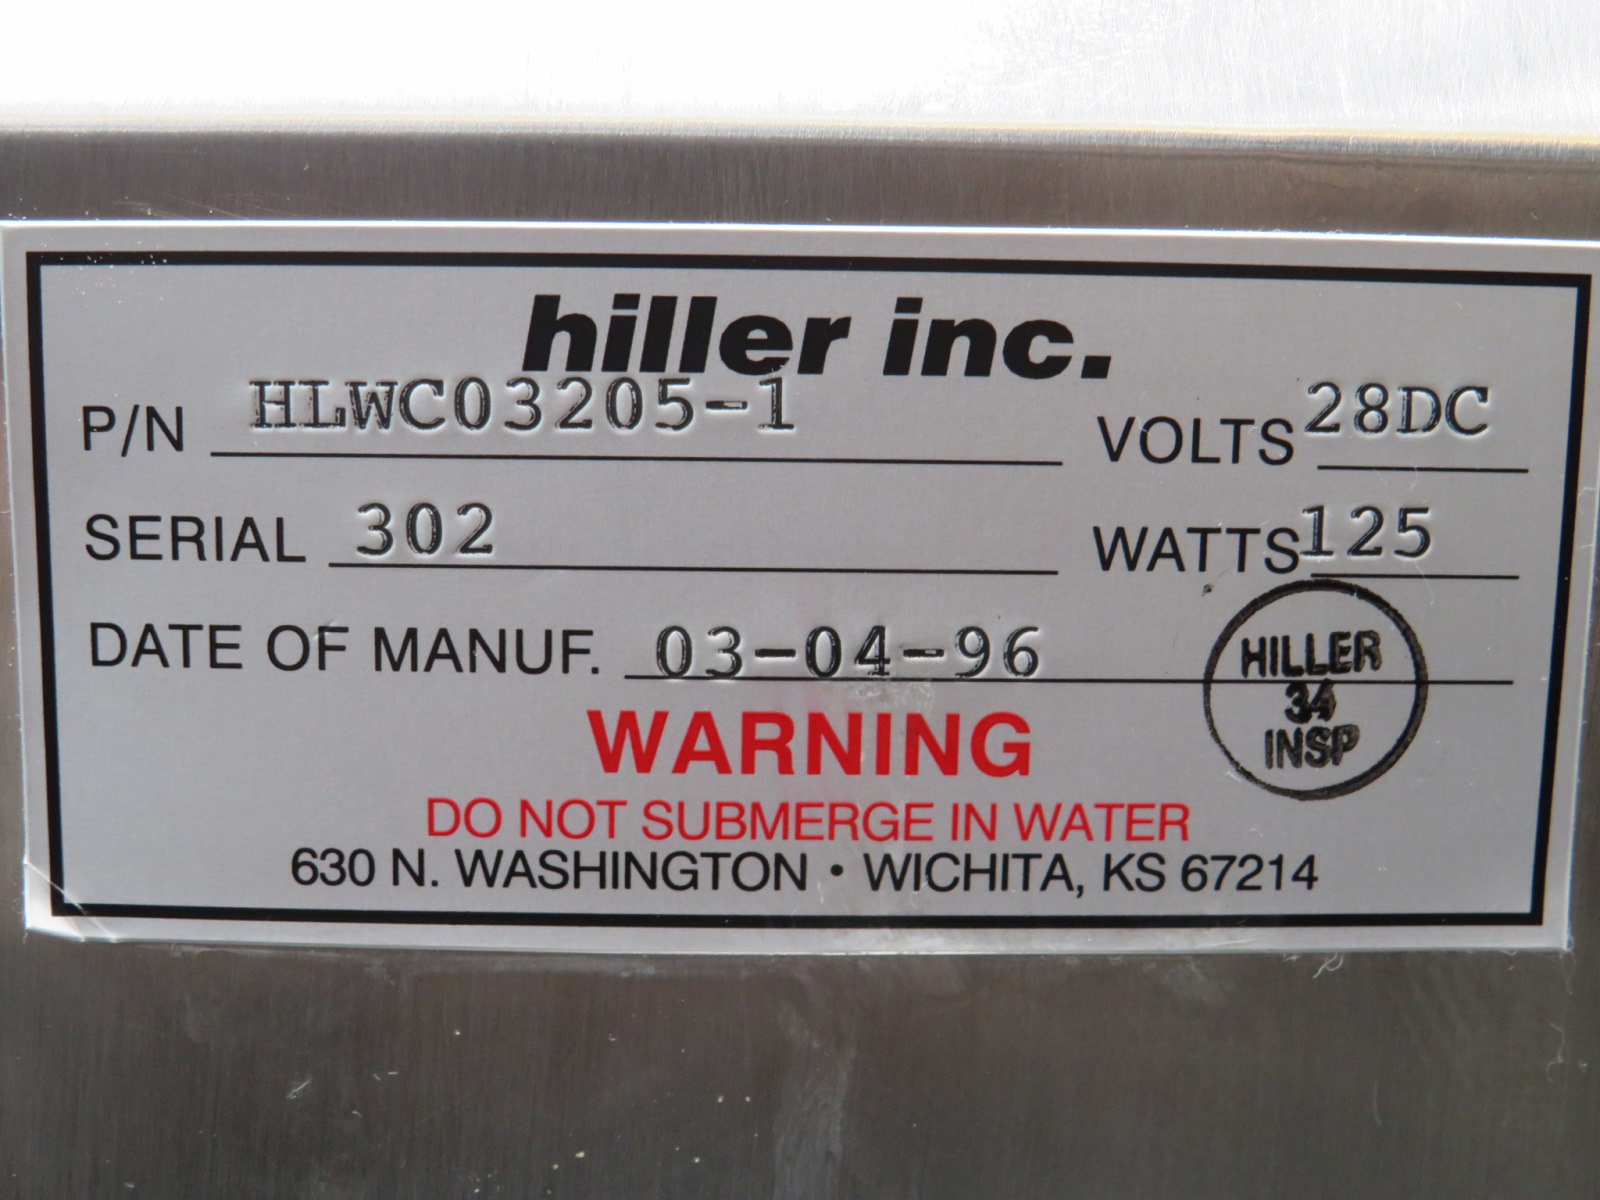 hiller inc.
P/N HLWC03205-1 VOLTS 28DC
SERIAL 302 WATTS 125
DATE OF MANUF. 03-04-96
HILLER
34
INSP
WARNING
DO NOT SUBMERGE IN WATER
630 N. WASHINGTON • WICHITA, KS 67214